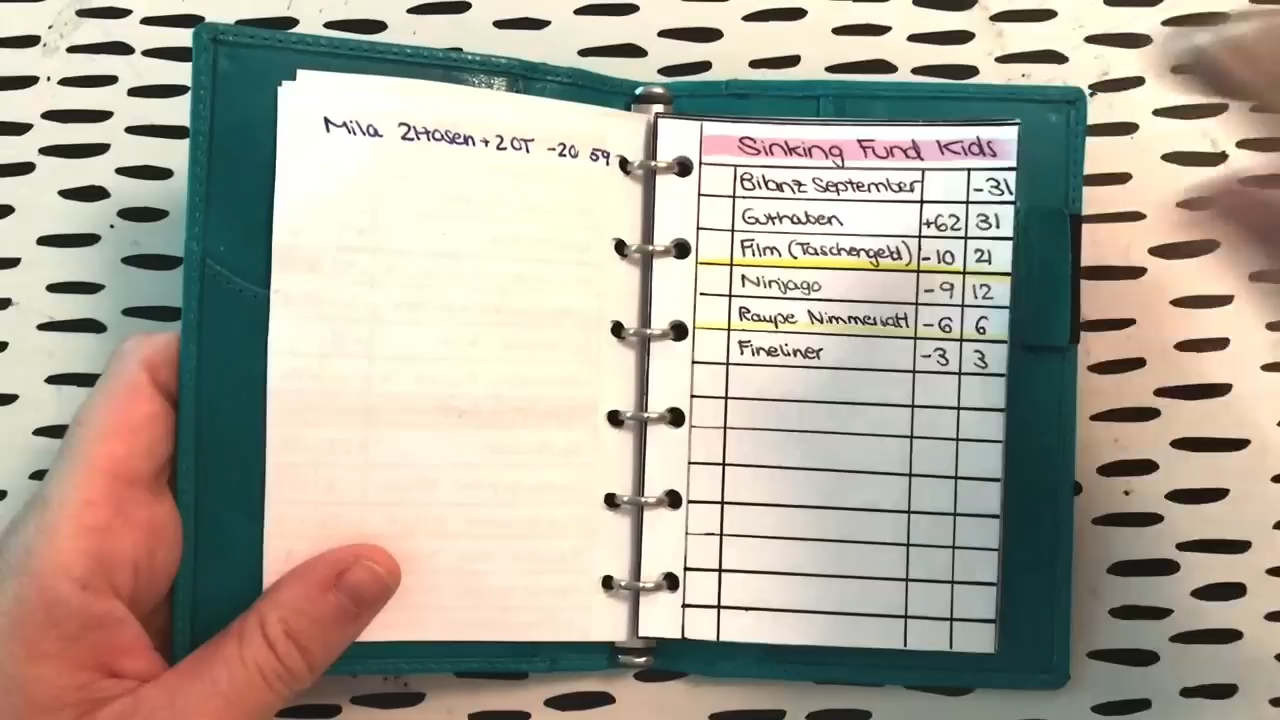 Mila 2Hosen+2OT -20 59
Sinking Fund Kids
Bilanz September -31
Guthaben +62 31
Film (Taschengeld) -10 21
Ninjago -9 12
Raupe Nimmersatt -6 6
Fineliner -3 3